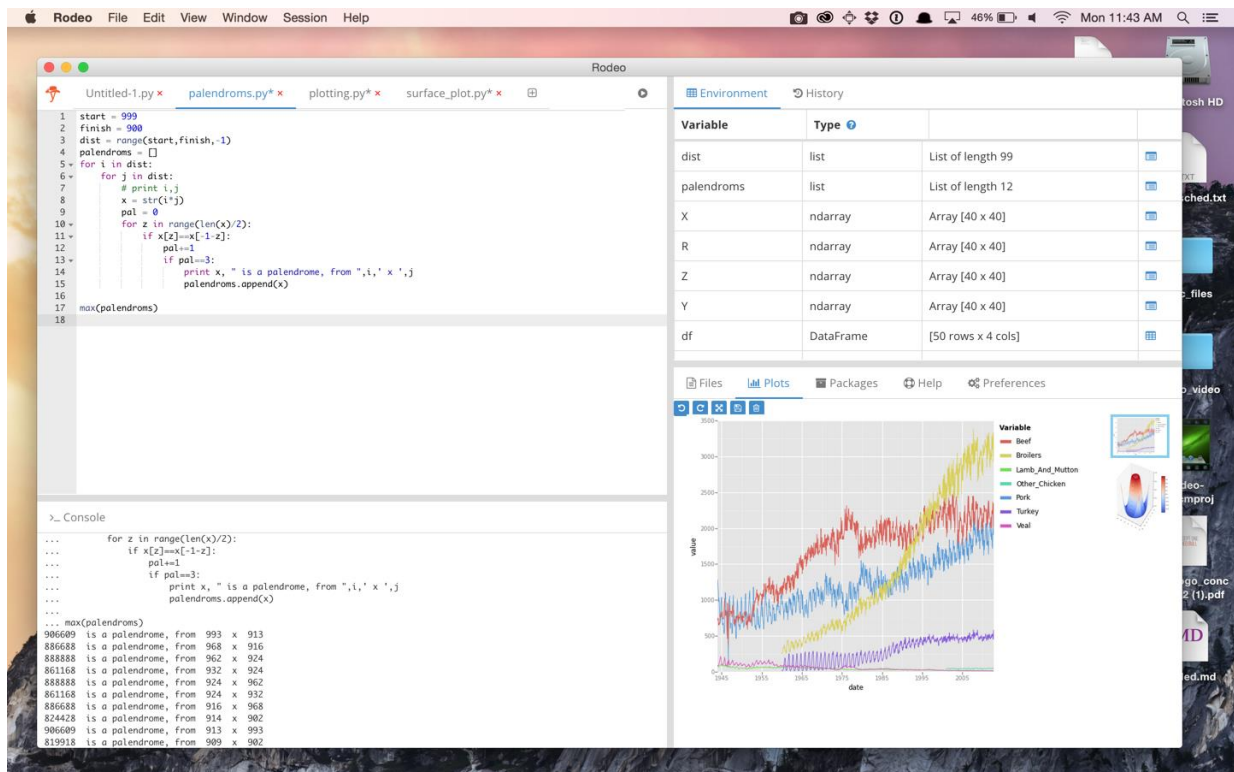 Rodeo File Edit View Window Session Help 46% Mon 11:43 AM
Rodeo
Untitled-1.py × palendroms.py* × plotting.py* × surface_plot.py* ×
1 start = 999
2 finish = 900
3 dist = range(start,finish,-1)
4 palendroms = []
5 for i in dist:
6 for j in dist:
7 # print i,j
8 x = str(i*j)
9 pal = 0
10 for z in range(len(x)/2):
11 if x[z]==x[-1-z]:
12 pal+=1
13 if pal==3:
14 print x, " is a palendrome, from ",i,' x ',j
15 palendroms.append(x)
16
17 max(palendroms)
18
>_ Console
... for z in range(len(x)/2):
... if x[z]==x[-1-z]:
... pal+=1
... if pal==3:
... print x, " is a palendrome, from ",i,' x ',j
... palendroms.append(x)
...
... max(palendroms)
906609 is a palendrome, from 993 x 913
886688 is a palendrome, from 968 x 916
888888 is a palendrome, from 962 x 924
861168 is a palendrome, from 932 x 924
888888 is a palendrome, from 924 x 962
861168 is a palendrome, from 924 x 932
886688 is a palendrome, from 916 x 968
824428 is a palendrome, from 914 x 902
906609 is a palendrome, from 913 x 993
819918 is a palendrome, from 909 x 902
Environment History
Variable Type
dist list List of length 99
palendroms list List of length 12
X ndarray Array [40 x 40]
R ndarray Array [40 x 40]
Z ndarray Array [40 x 40]
Y ndarray Array [40 x 40]
df DataFrame [50 rows x 4 cols]
Files Plots Packages Help Preferences
3500
3000
2500
2000
1500
1000
500
0
value
1945 1955 1965 1975 1985 1995 2005
date
Variable
Beef
Broilers
Lamb_And_Mutton
Other_Chicken
Pork
Turkey
Veal
tosh HD
TXT
sched.txt
c_files
o_video
deo-
mproj
ogo_conc
2 (1).pdf
MD
led.md